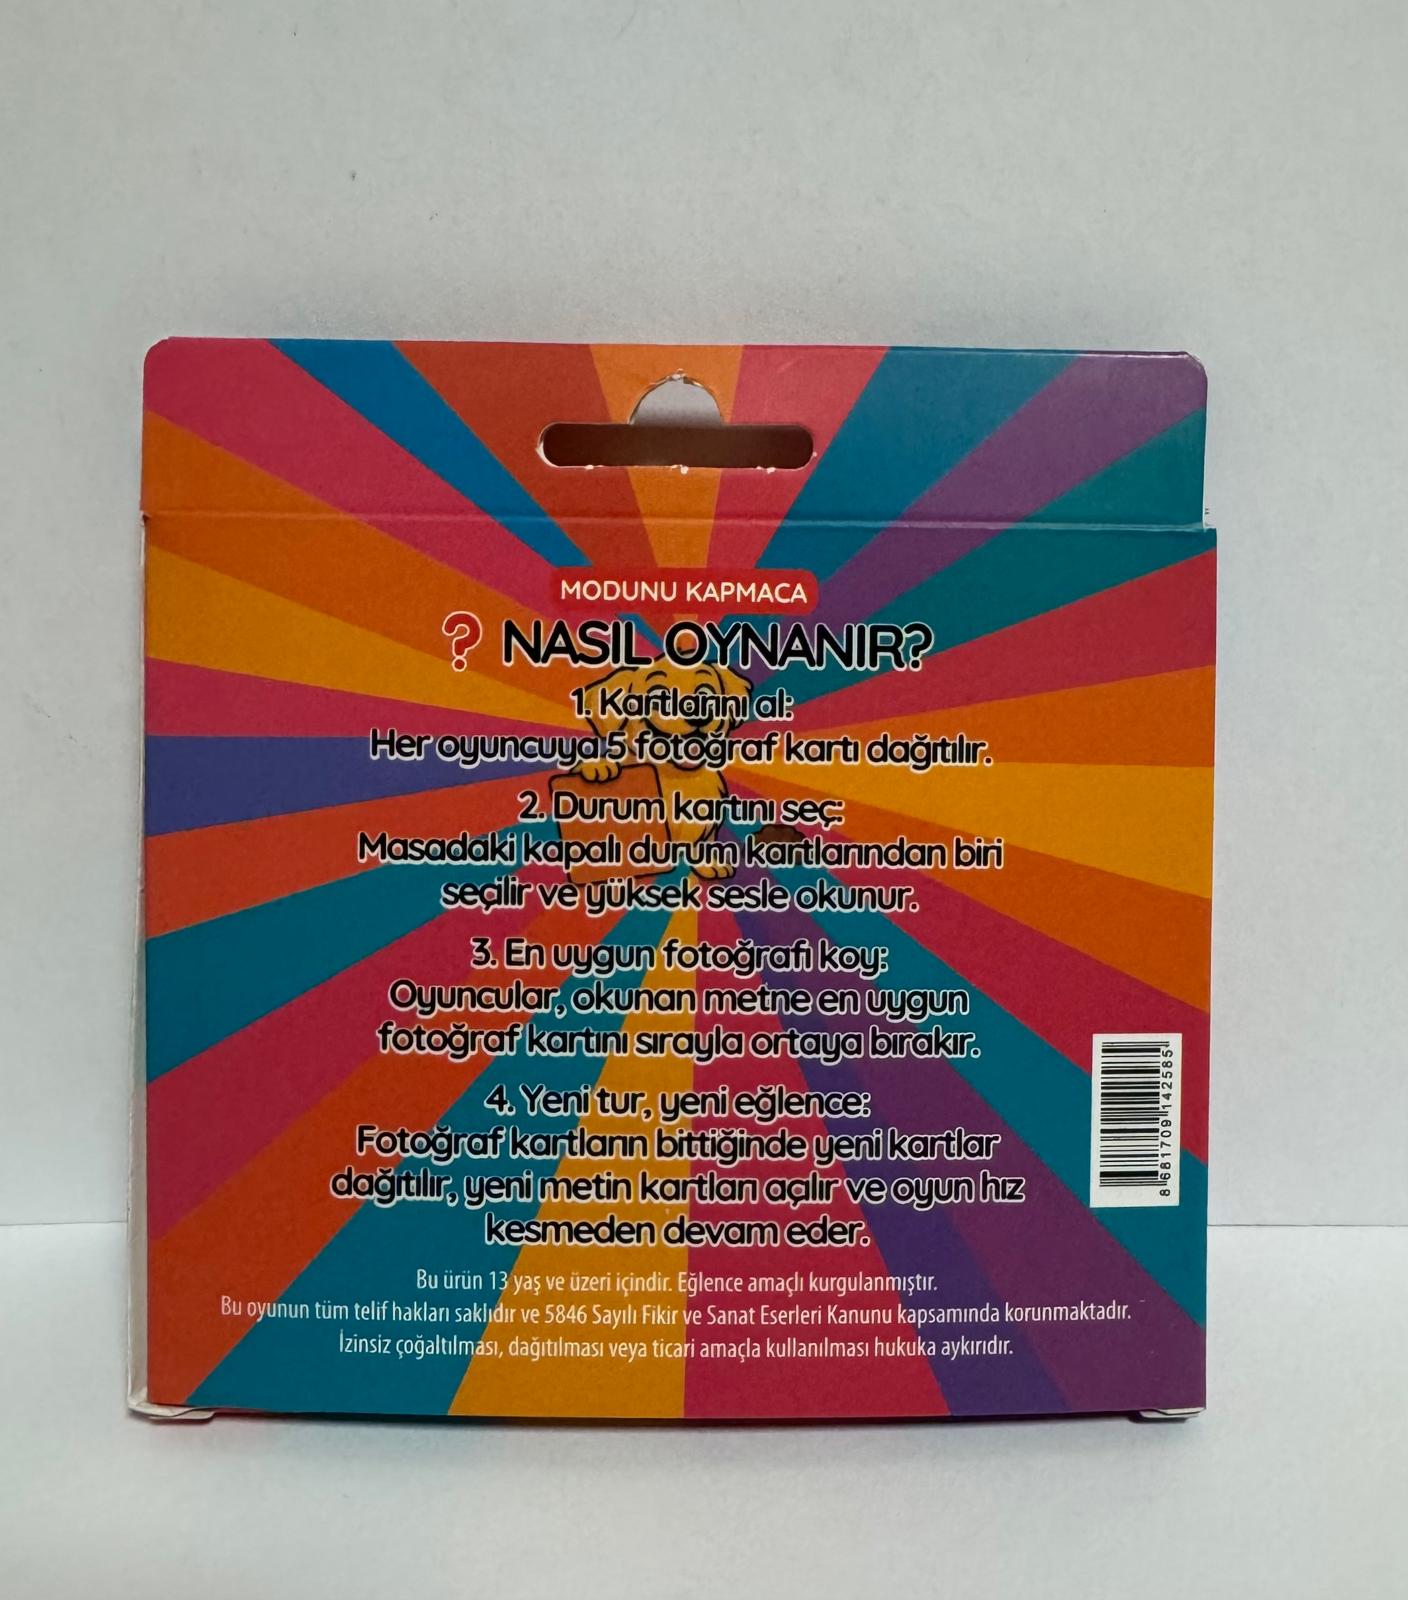 MODUNU KAPMACA
? NASIL OYNANIR?
1. Kartlarını al:
Her oyuncuya 5 fotoğraf kartı dağıtılır.
2. Durum kartını seç:
Masadaki kapalı durum kartlarından biri
seçilir ve yüksek sesle okunur.
3. En uygun fotoğrafı koy:
Oyuncular, okunan metne en uygun
fotoğraf kartını sırayla ortaya bırakır.
4. Yeni tur, yeni eğlence:
Fotoğraf kartların bittiğinde yeni kartlar
dağıtılır, yeni metin kartları açılır ve oyun hız
kesmeden devam eder.
Bu ürün 13 yaş ve üzeri içindir. Eğlence amaçlı kurgulanmıştır.
Bu oyunun tüm telif hakları saklıdır ve 5846 Sayılı Fikir ve Sanat Eserleri Kanunu kapsamında korunmaktadır.
İzinsiz çoğaltılması, dağıtılması veya ticari amaçla kullanılması hukuka aykırıdır.
8 681709 142585